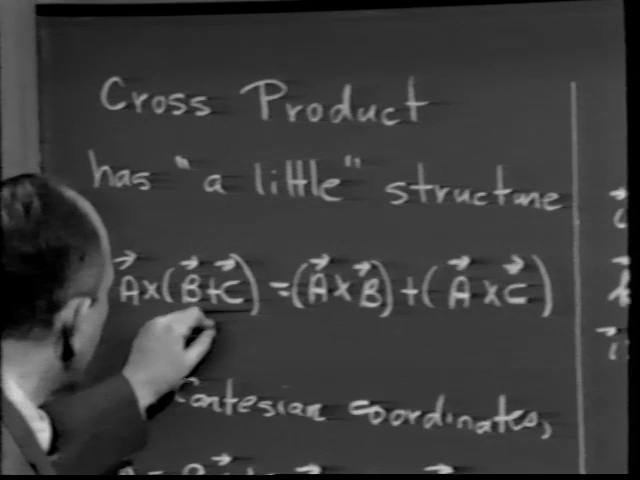 Cross Product
has "a little" structure
A⃗×(B⃗+C⃗) = (A⃗×B⃗)+(A⃗×C⃗)
Cartesian coordinates,